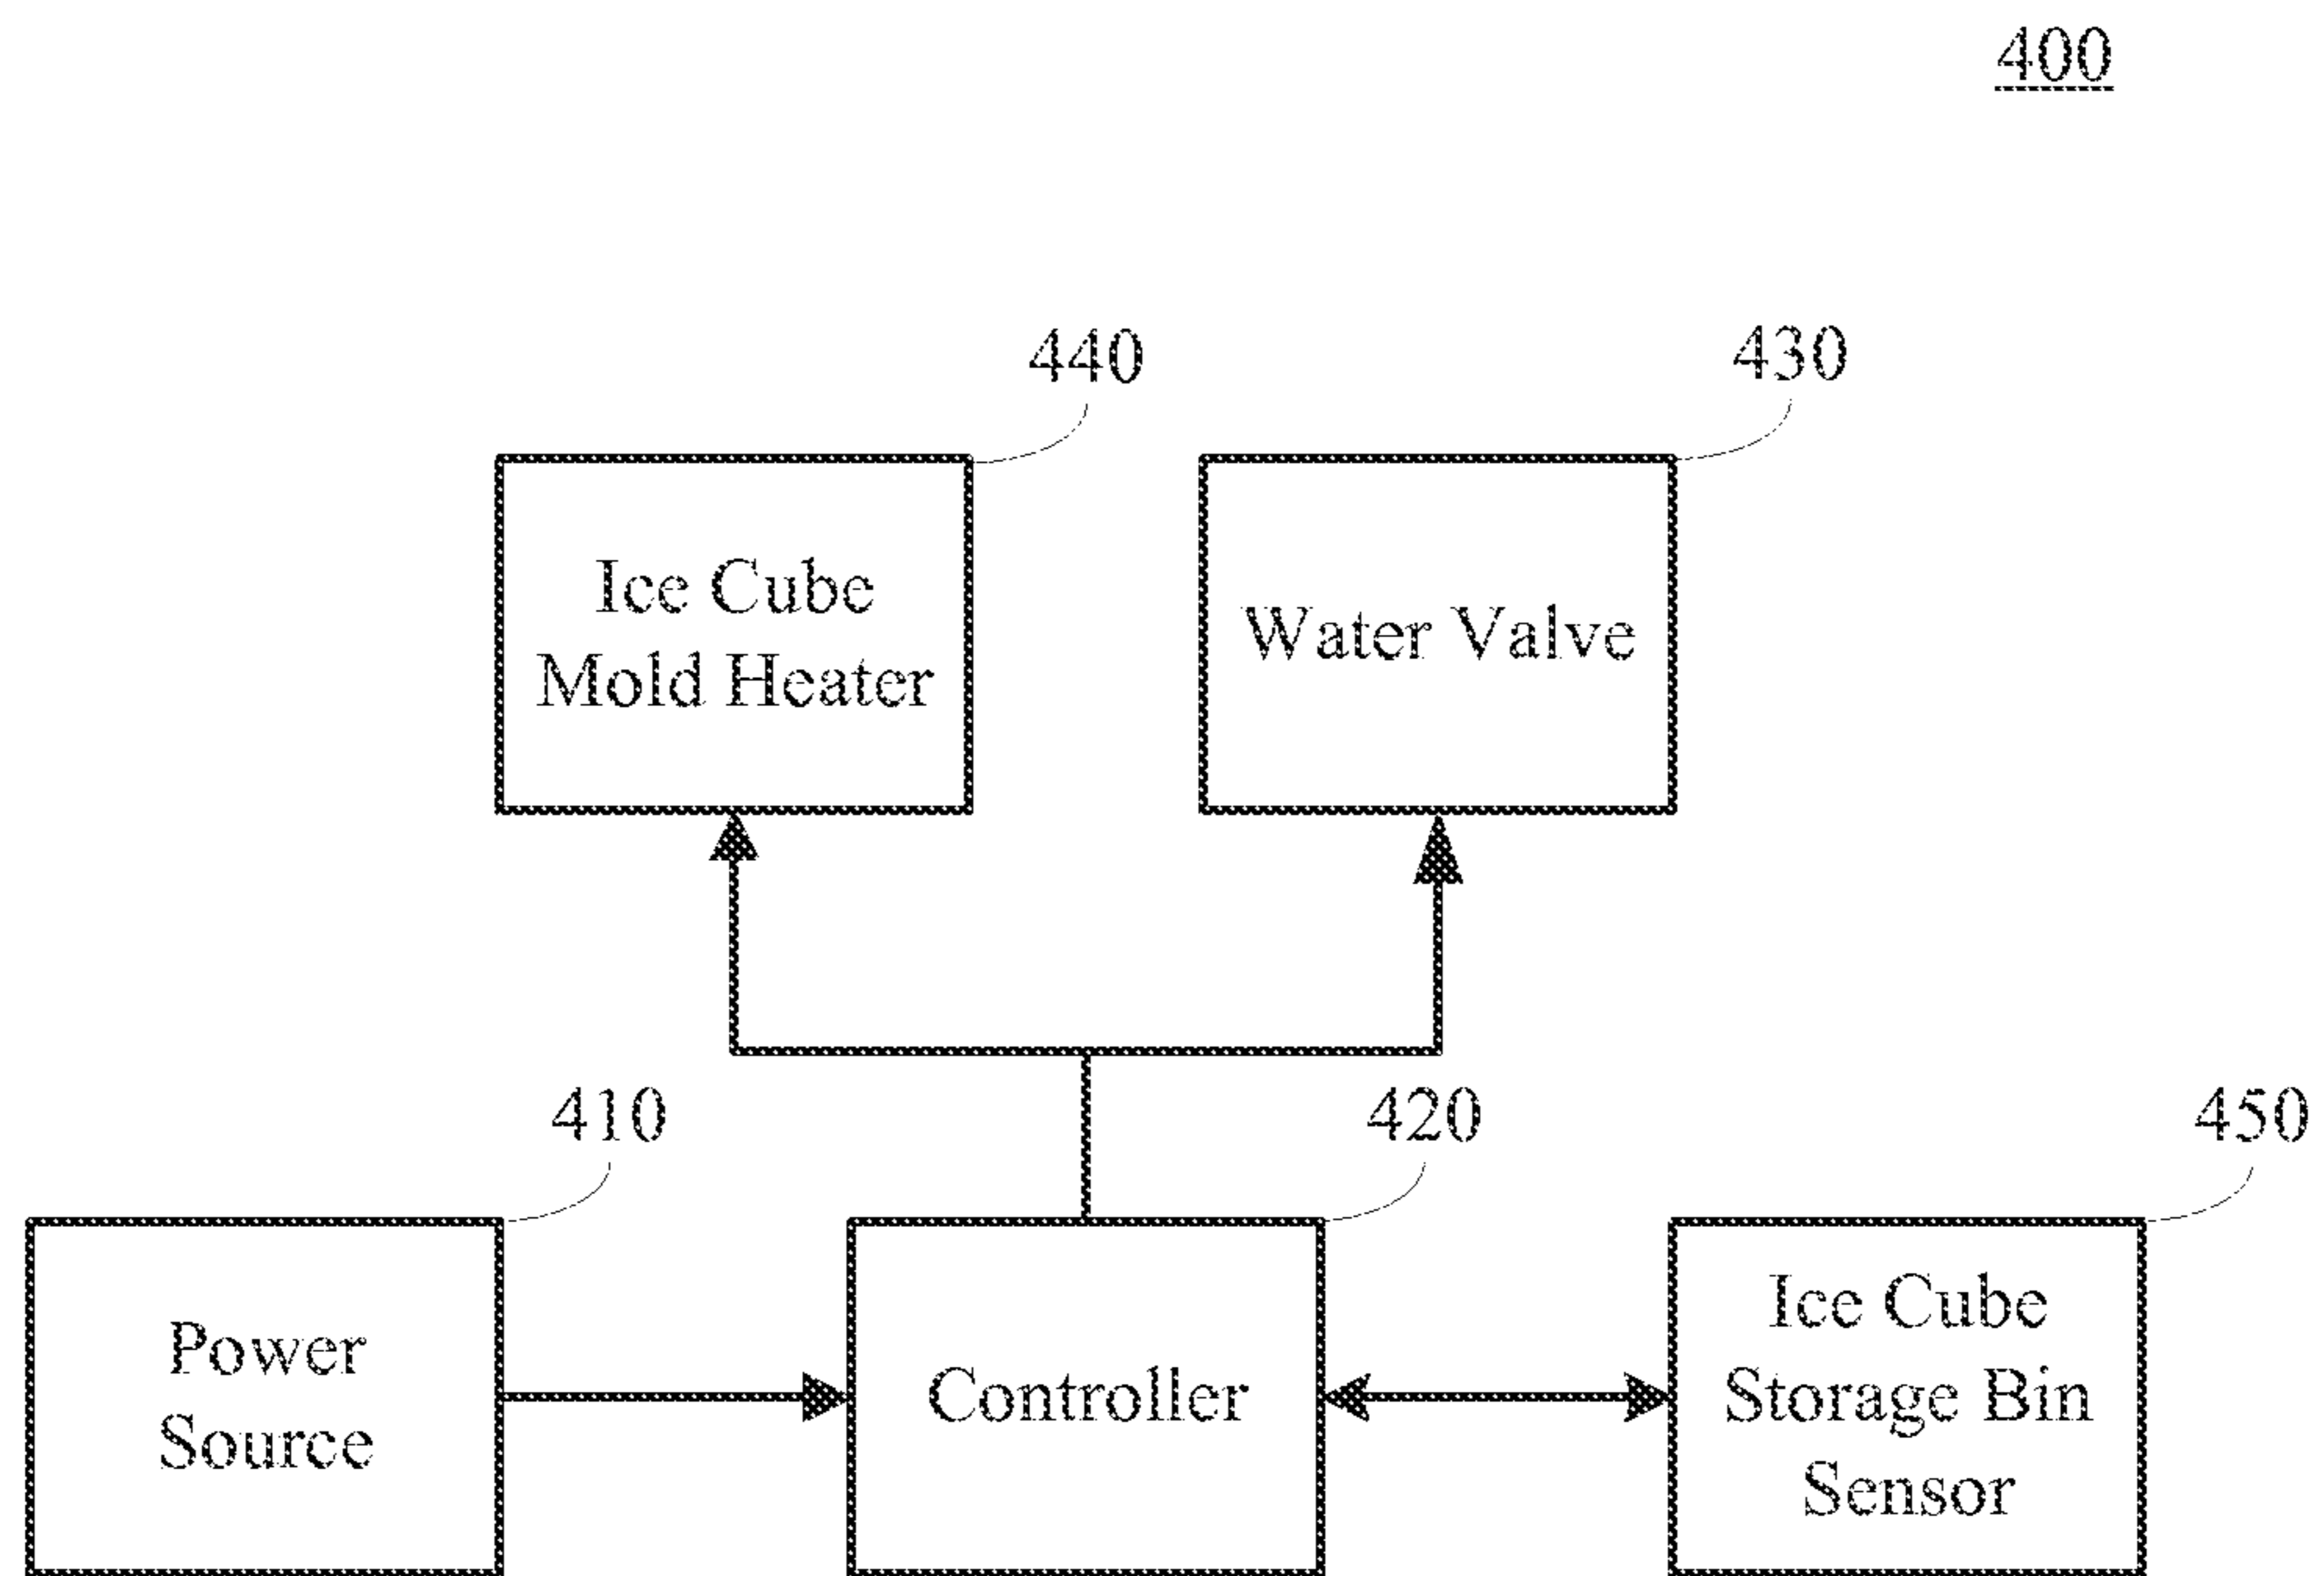 400
440
430
Ice Cube
Mold Heater
Water Valve
410
420
450
Power
Source
Controller
Ice Cube
Storage Bin
Sensor